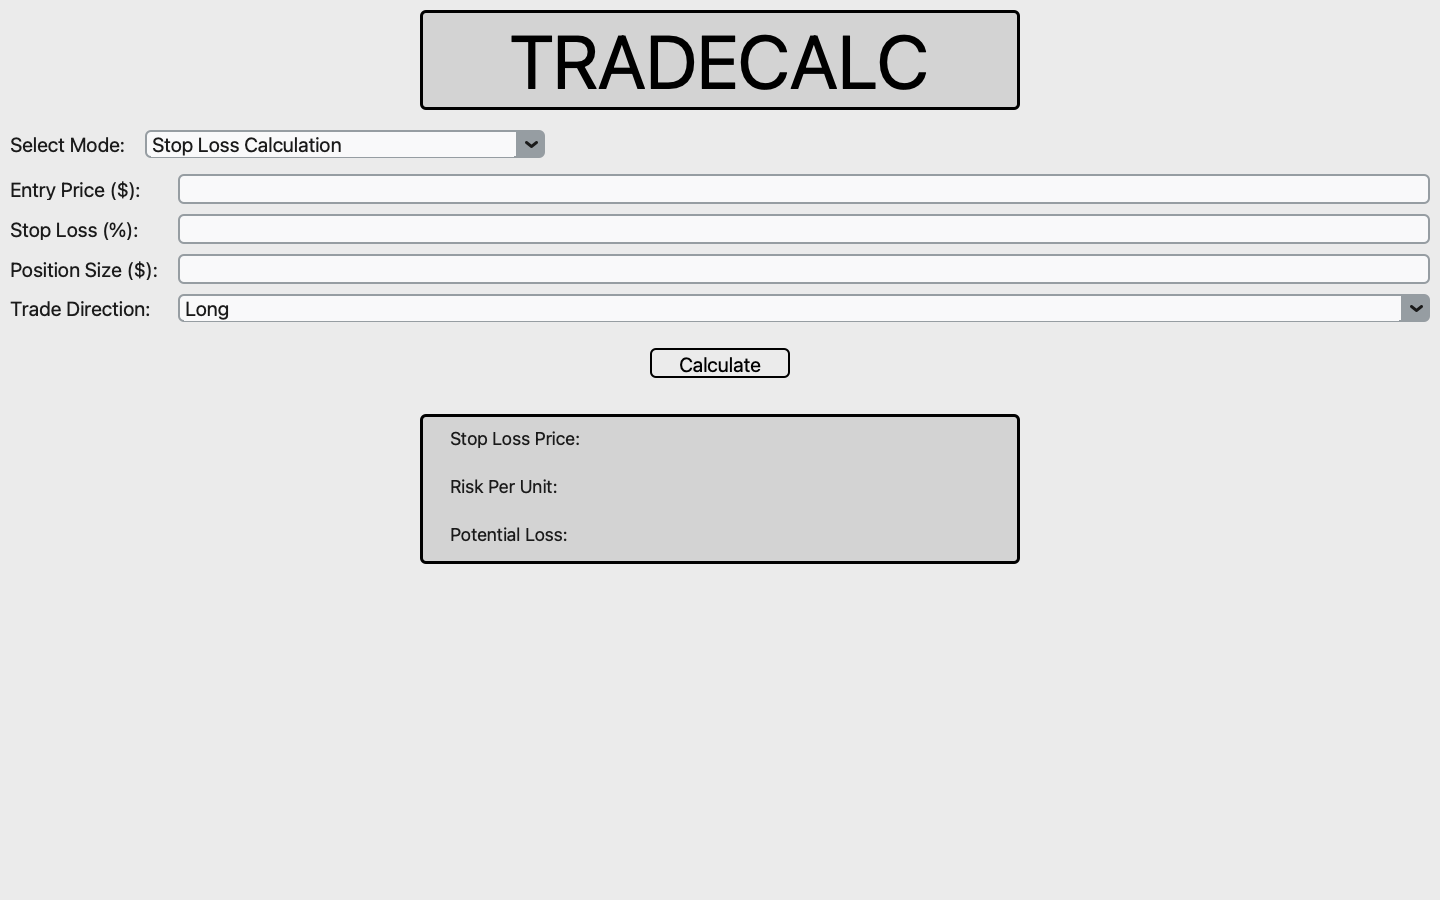 TRADECALC
Select Mode: Stop Loss Calculation
Entry Price ($):
Stop Loss (%):
Position Size ($):
Trade Direction: Long
Calculate
Stop Loss Price:
Risk Per Unit:
Potential Loss: